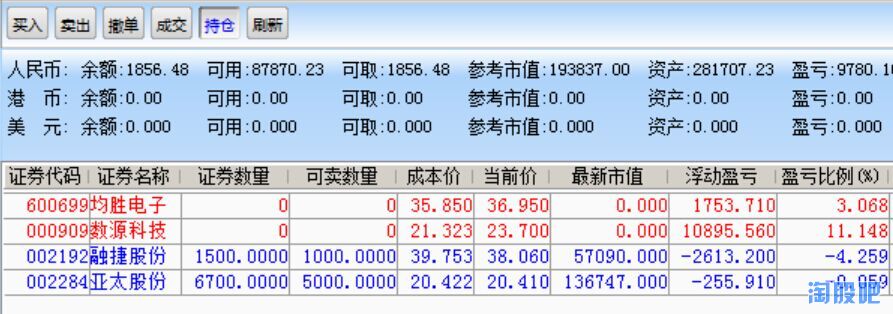 买入 卖出 撤单 成交 持仓 刷新
人民币: 余额:1856.48 可用:87870.23 可取:1856.48 参考市值:193837.00 资产:281707.23 盈亏:9780.1
港 币: 余额:0.00 可用:0.00 可取:0.00 参考市值:0.00 资产:0.00 盈亏:0.00
美 元: 余额:0.000 可用:0.000 可取:0.000 参考市值:0.000 资产:0.000 盈亏:0.000
证券代码 证券名称 证券数量 可卖数量 成本价 当前价 最新市值 浮动盈亏 盈亏比例(%)
600699 均胜电子 0 0 35.850 36.950 0.000 1753.710 3.068
000909 数源科技 0 0 21.323 23.700 0.000 10895.560 11.148
002192 融捷股份 1500.0000 1000.0000 39.753 38.060 57090.000 -2613.200 -4.259
002284 亚太股份 6700.0000 5000.0000 20.422 20.410 136747.000 -255.910 -0.059
淘股吧